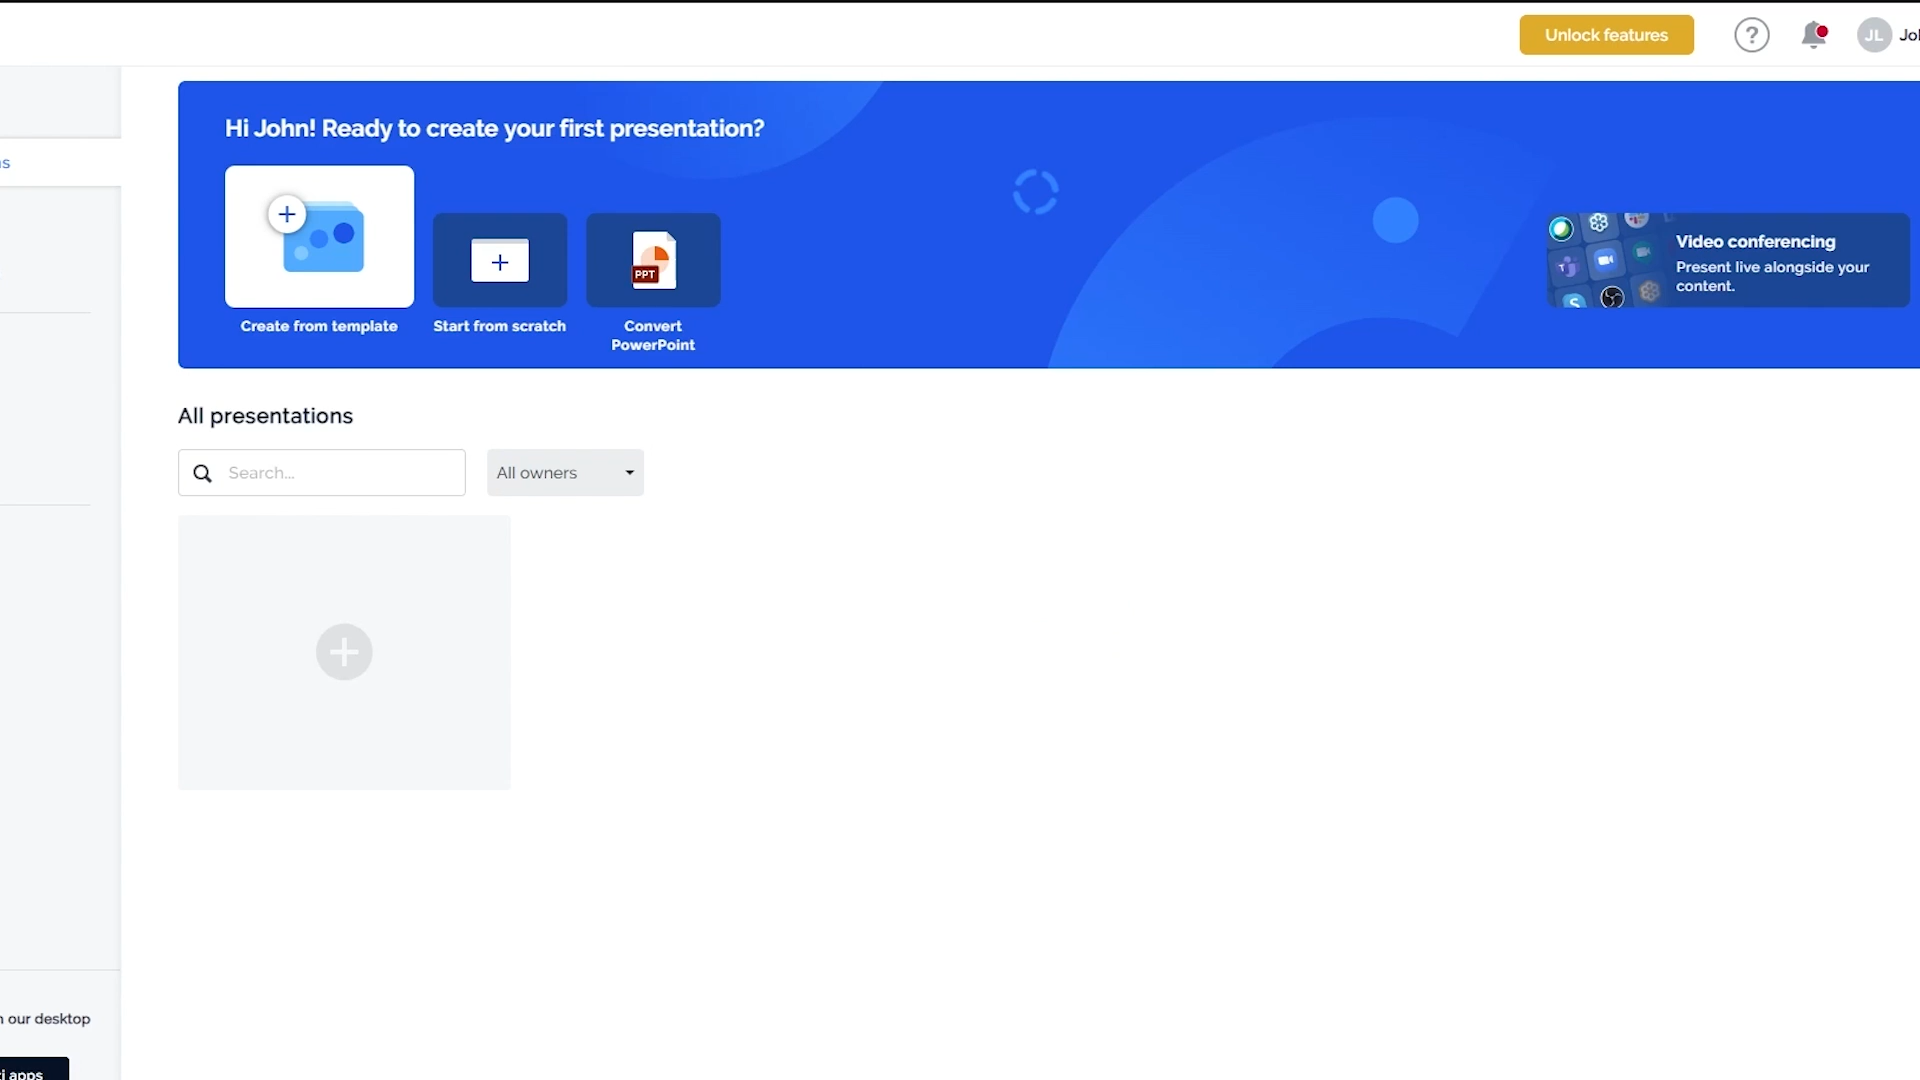 Unlock features
?
JL
Hi John! Ready to create your first presentation?
Create from template
Start from scratch
PPT
Convert
PowerPoint
Video conferencing
Present live alongside your
content.
All presentations
Search...
All owners
our desktop
apps